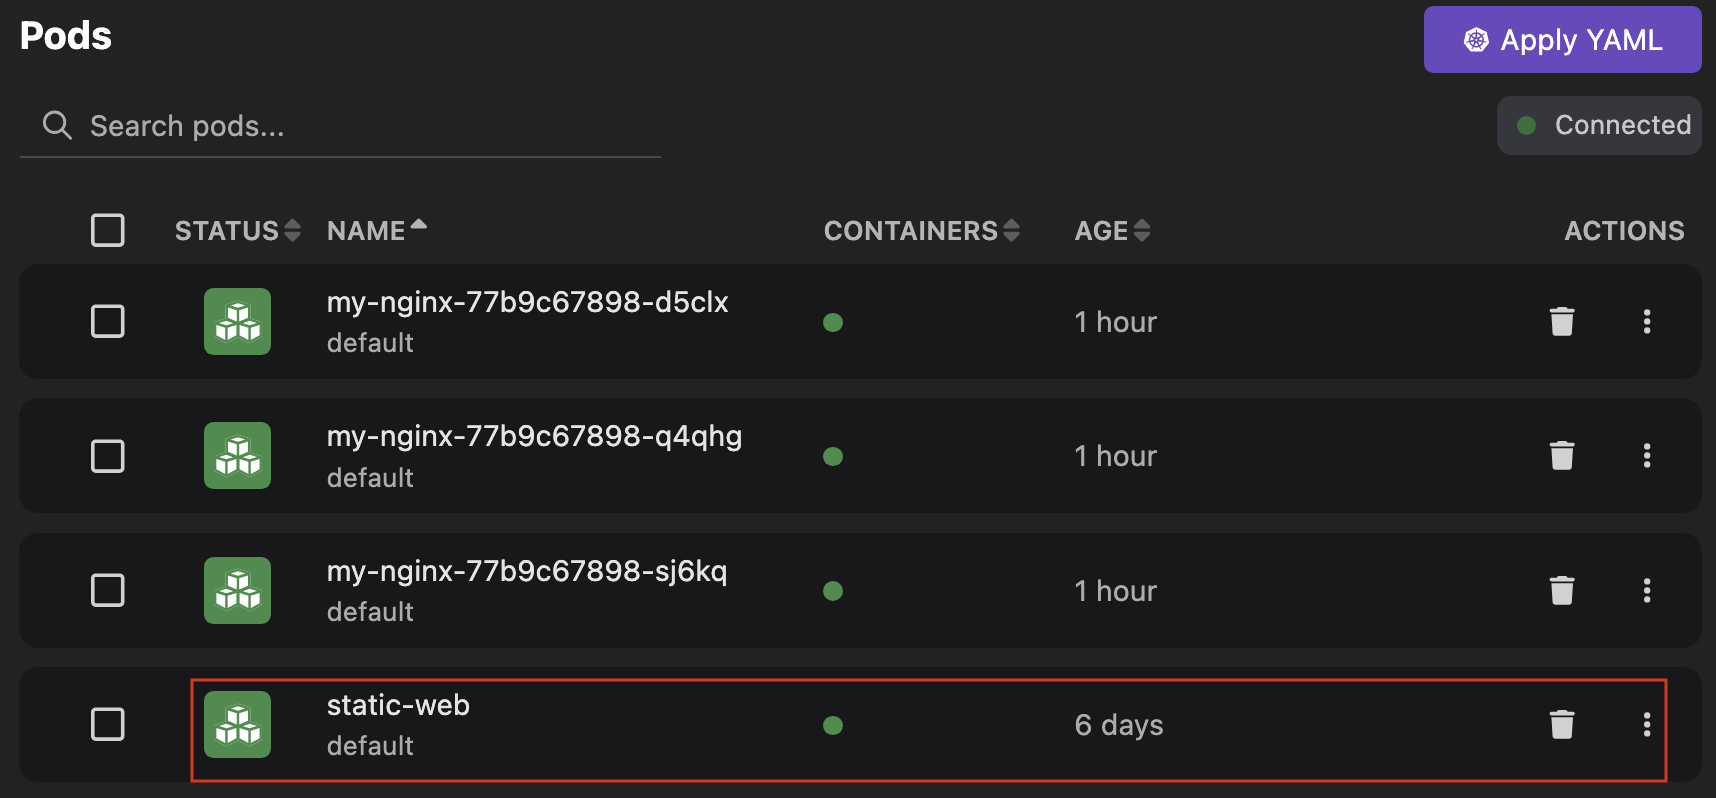 Pods
Apply YAML
Search pods...
Connected
STATUS NAME CONTAINERS AGE ACTIONS
my-nginx-77b9c67898-d5clx
default
1 hour
my-nginx-77b9c67898-q4qhg
default
1 hour
my-nginx-77b9c67898-sj6kq
default
1 hour
static-web
default
6 days